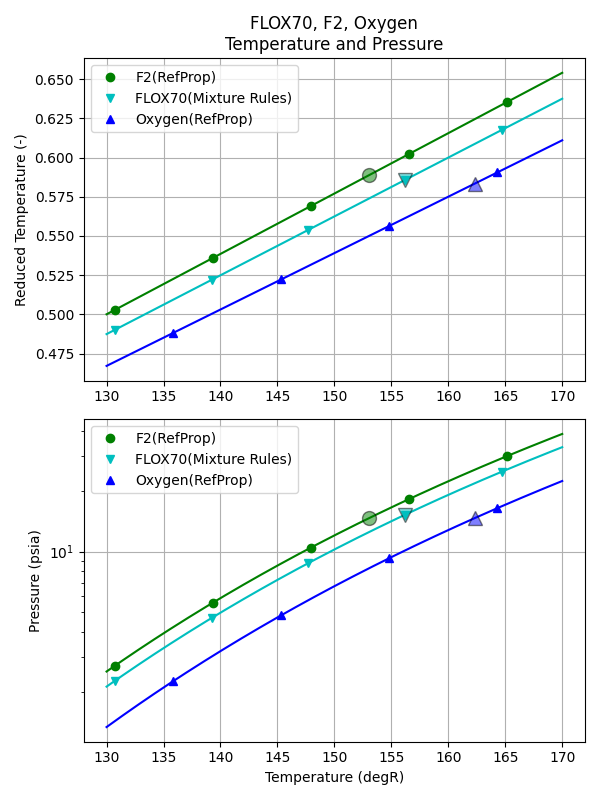 FLOX70, F2, Oxygen
Temperature and Pressure
F2(RefProp)
FLOX70(Mixture Rules)
Oxygen(RefProp)
Reduced Temperature (-)
0.650
0.625
0.600
0.575
0.550
0.525
0.500
0.475
130 135 140 145 150 155 160 165 170
F2(RefProp)
FLOX70(Mixture Rules)
Oxygen(RefProp)
Pressure (psia)
10¹
130 135 140 145 150 155 160 165 170
Temperature (degR)